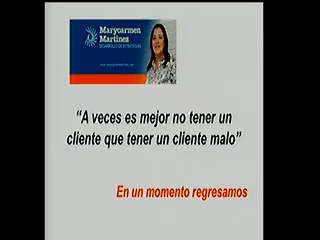 Marycarmen
Martínez
DESARROLLO DE ESTRATEGIAS
“A veces es mejor no tener un
cliente que tener un cliente malo”
En un momento regresamos